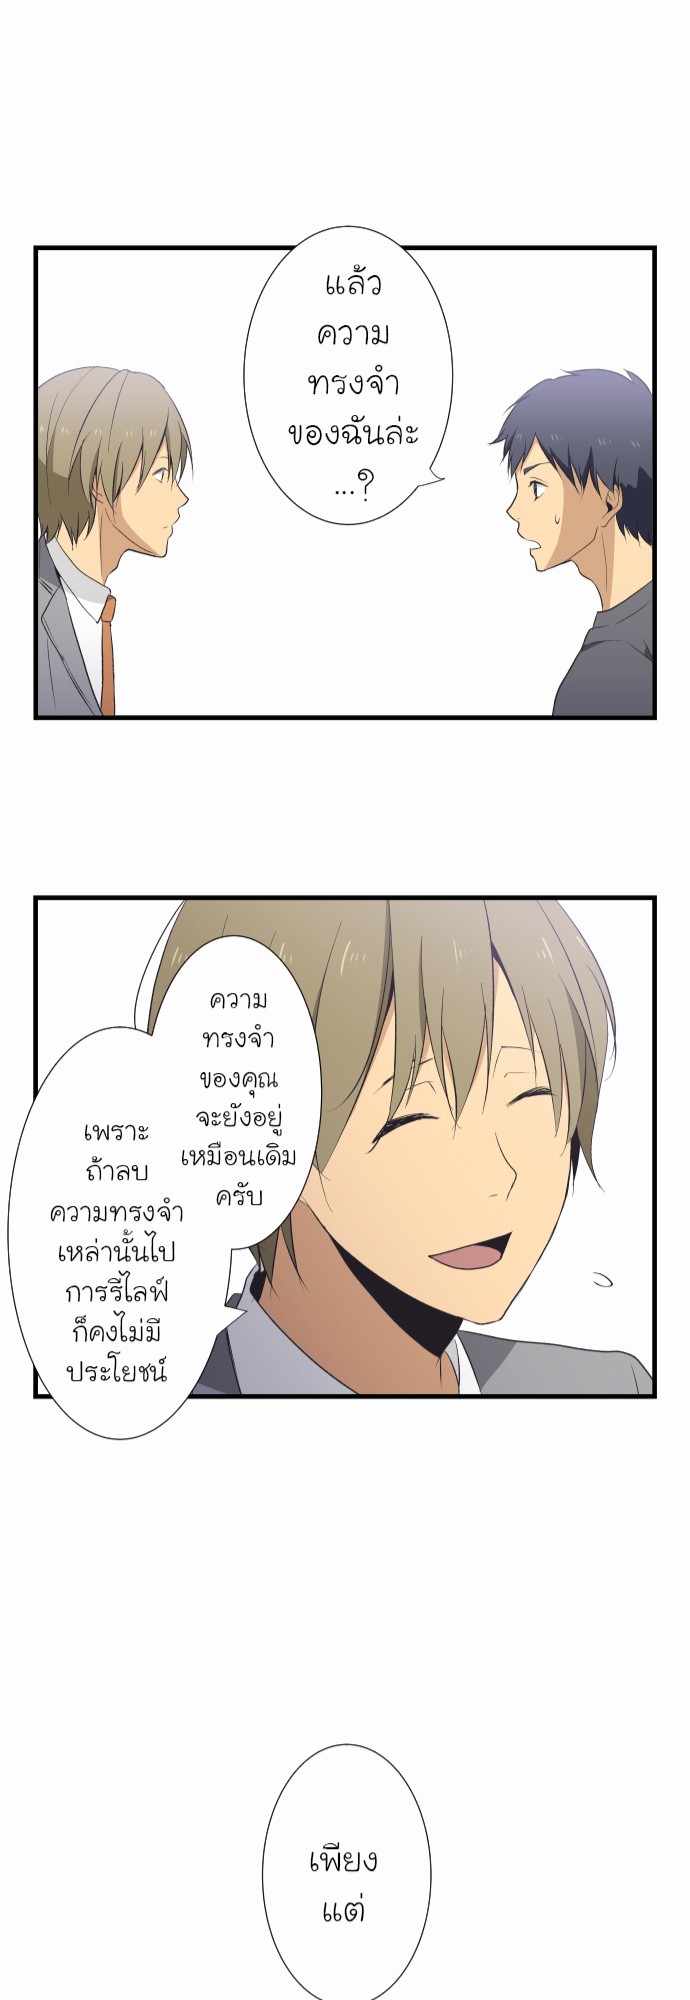 แล้ว
ความ
ทรงจำ
ของฉันล่ะ
...?
ความ
ทรงจำ
ของคุณ
จะยังอยู่
เหมือนเดิม
ครับ
เพราะ
ถ้าลบ
ความทรงจำ
เหล่านั้นไป
การรีไลฟ์
ก็คงไม่มี
ประโยชน์
เพียง
แต่